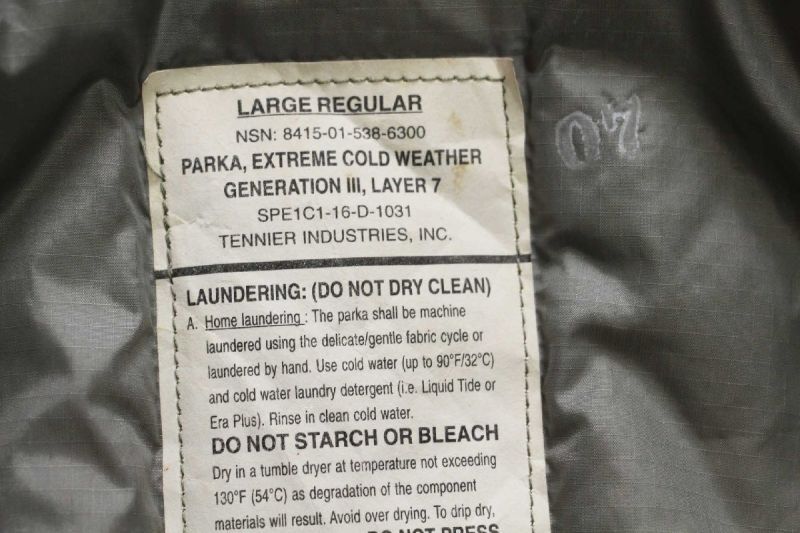 LARGE REGULAR
NSN: 8415-01-538-6300
PARKA, EXTREME COLD WEATHER
GENERATION III, LAYER 7
SPE1C1-16-D-1031
TENNIER INDUSTRIES, INC.
LAUNDERING: (DO NOT DRY CLEAN)
A. Home laundering : The parka shall be machine
laundered using the delicate/gentle fabric cycle or
laundered by hand. Use cold water (up to 90°F/32°C)
and cold water laundry detergent (i.e. Liquid Tide or
Era Plus). Rinse in clean cold water.
DO NOT STARCH OR BLEACH
Dry in a tumble dryer at temperature not exceeding
130°F (54°C) as degradation of the component
materials will result. Avoid over drying. To drip dry,
DO NOT PRESS
07